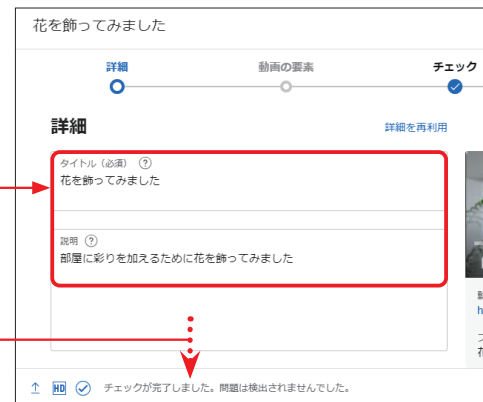 花を飾ってみました
詳細 動画の要素 チェック
詳細 詳細を再利用
タイトル（必須） ?
花を飾ってみました
説明 ?
部屋に彩りを加えるために花を飾ってみました
HD チェックが完了しました。問題は検出されませんでした。